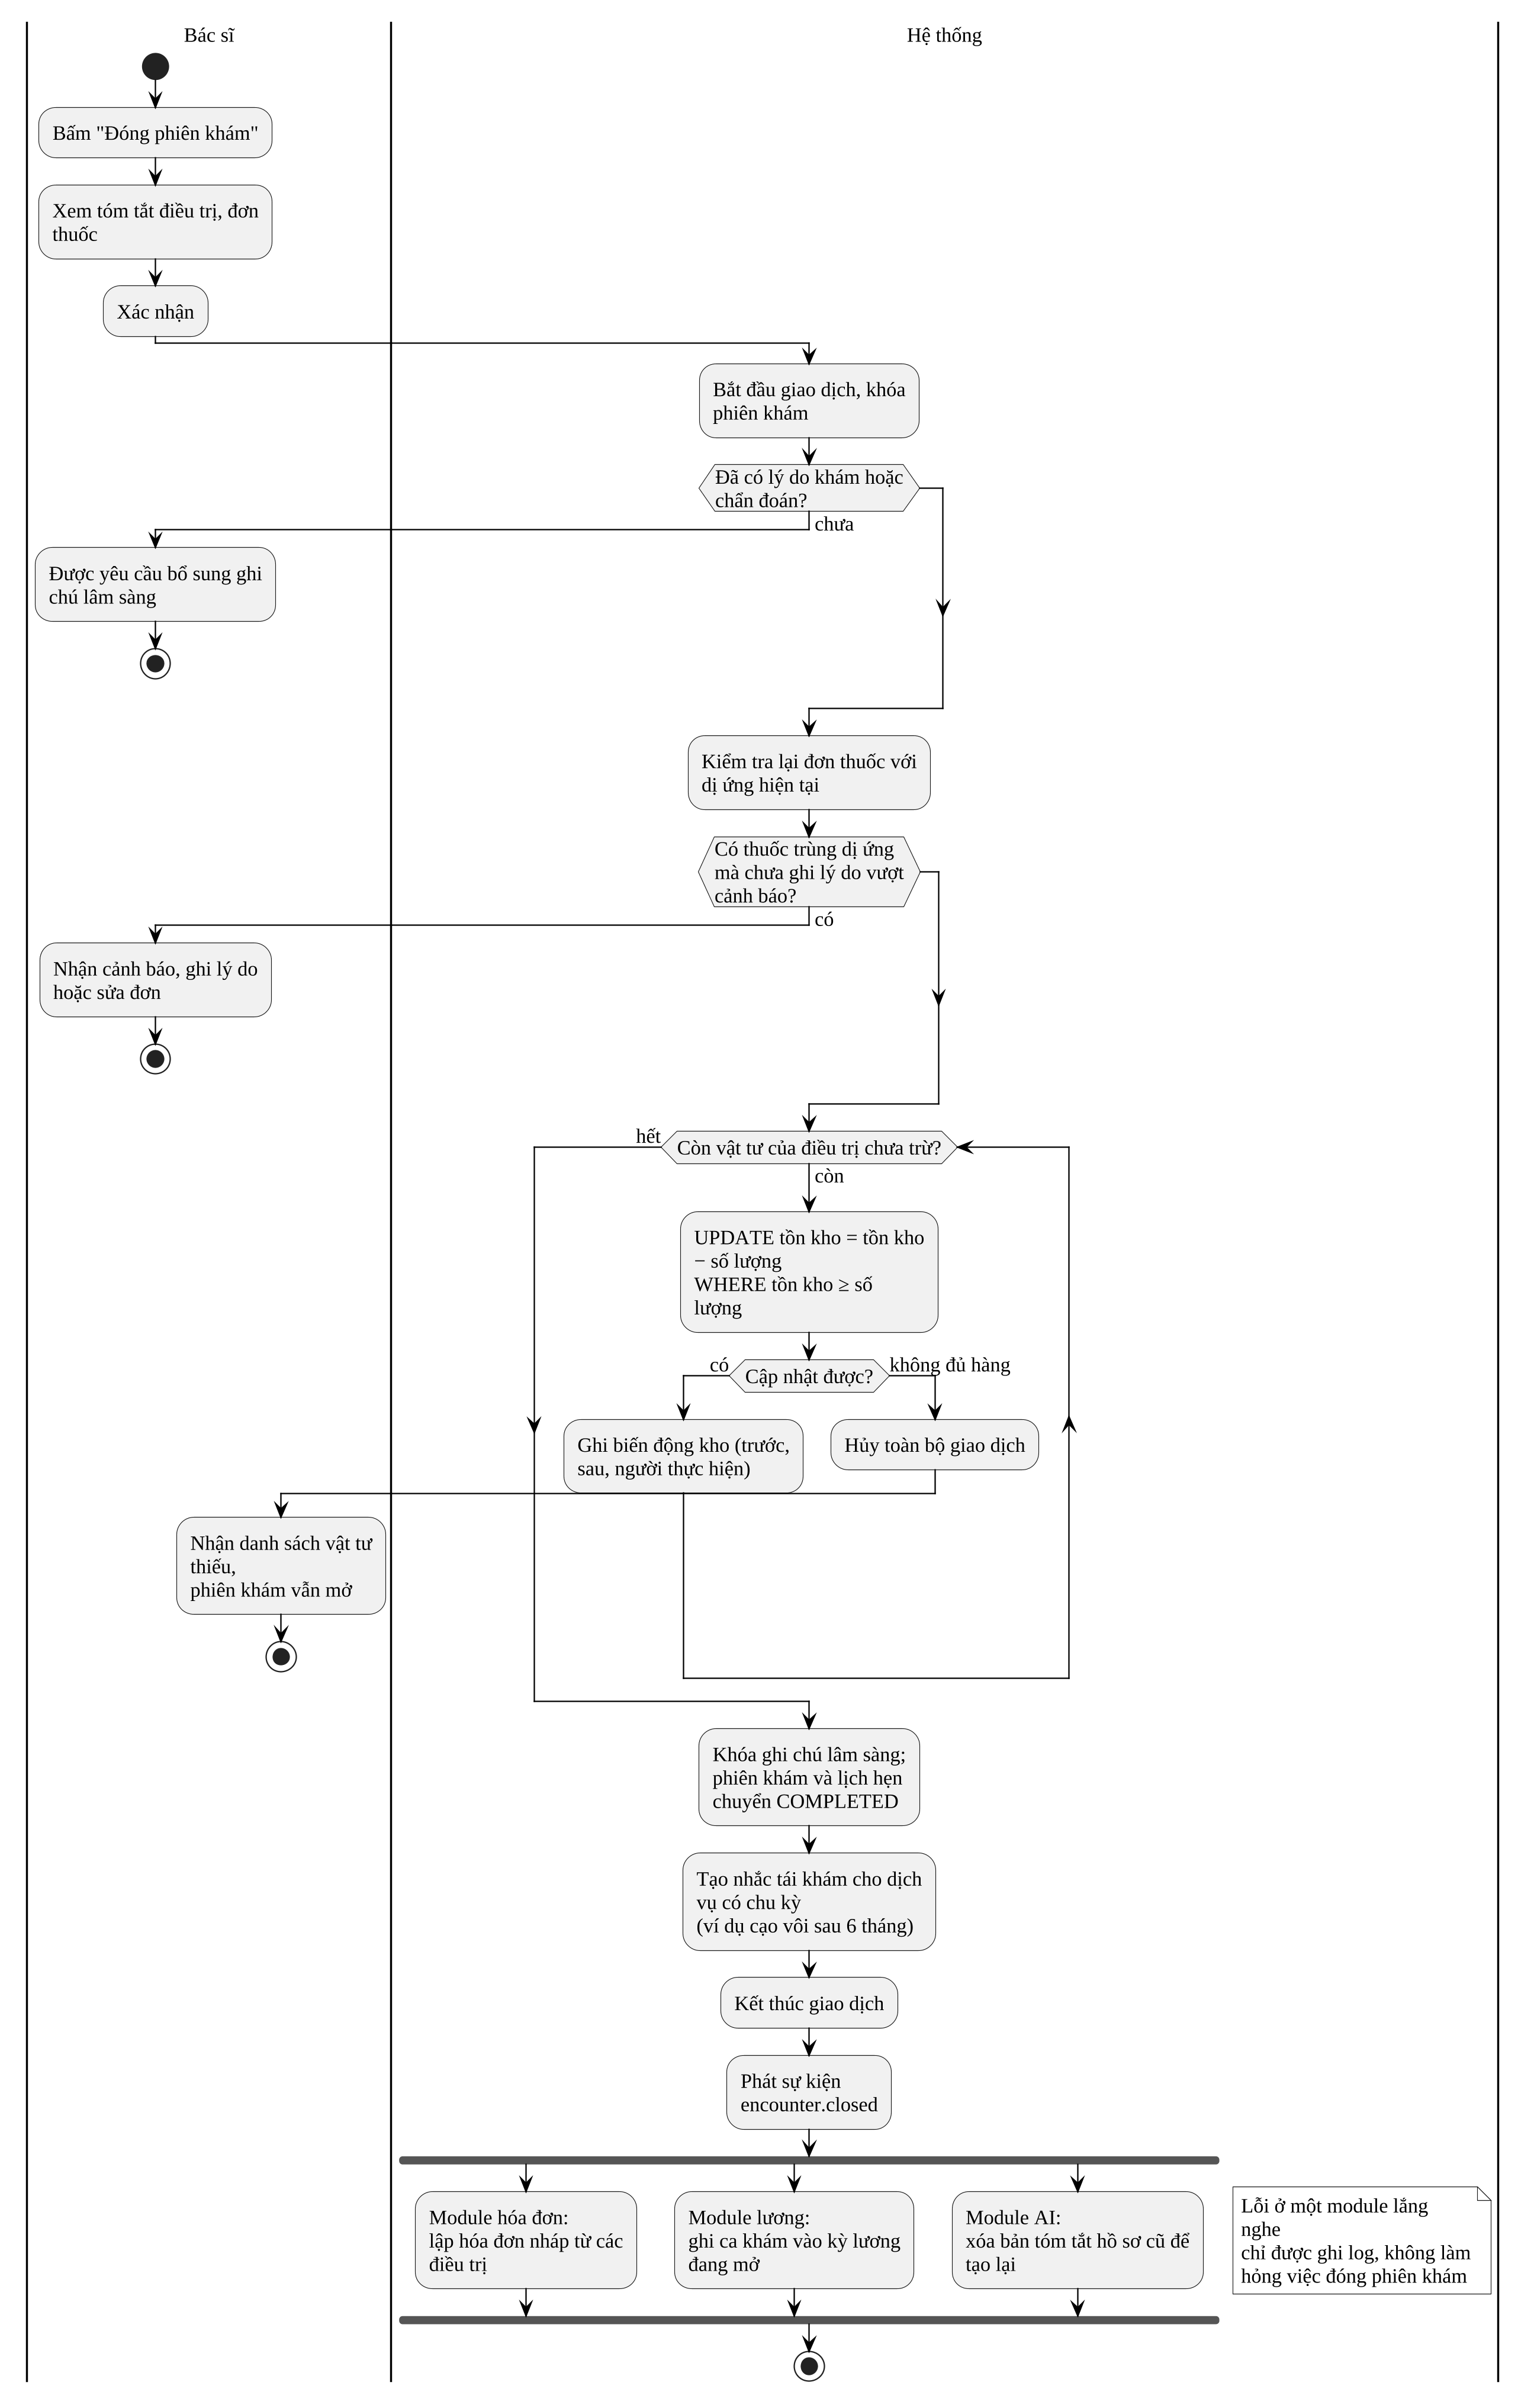 Bác sĩ
Hệ thống
Bấm "Đóng phiên khám"
Xem tóm tắt điều trị, đơn
thuốc
Xác nhận
Bắt đầu giao dịch, khóa
phiên khám
Đã có lý do khám hoặc
chẩn đoán?
chưa
Được yêu cầu bổ sung ghi
chú lâm sàng
Kiểm tra lại đơn thuốc với
dị ứng hiện tại
Có thuốc trùng dị ứng
mà chưa ghi lý do vượt
cảnh báo?
có
Nhận cảnh báo, ghi lý do
hoặc sửa đơn
hết
Còn vật tư của điều trị chưa trừ?
còn
UPDATE tồn kho = tồn kho
− số lượng
WHERE tồn kho ≥ số
lượng
có
Cập nhật được?
không đủ hàng
Ghi biến động kho (trước,
sau, người thực hiện)
Hủy toàn bộ giao dịch
Nhận danh sách vật tư
thiếu,
phiên khám vẫn mở
Khóa ghi chú lâm sàng;
phiên khám và lịch hẹn
chuyển COMPLETED
Tạo nhắc tái khám cho dịch
vụ có chu kỳ
(ví dụ cạo vôi sau 6 tháng)
Kết thúc giao dịch
Phát sự kiện
encounter.closed
Module hóa đơn:
lập hóa đơn nháp từ các
điều trị
Module lương:
ghi ca khám vào kỳ lương
đang mở
Module AI:
xóa bản tóm tắt hồ sơ cũ để
tạo lại
Lỗi ở một module lắng
nghe
chỉ được ghi log, không làm
hỏng việc đóng phiên khám